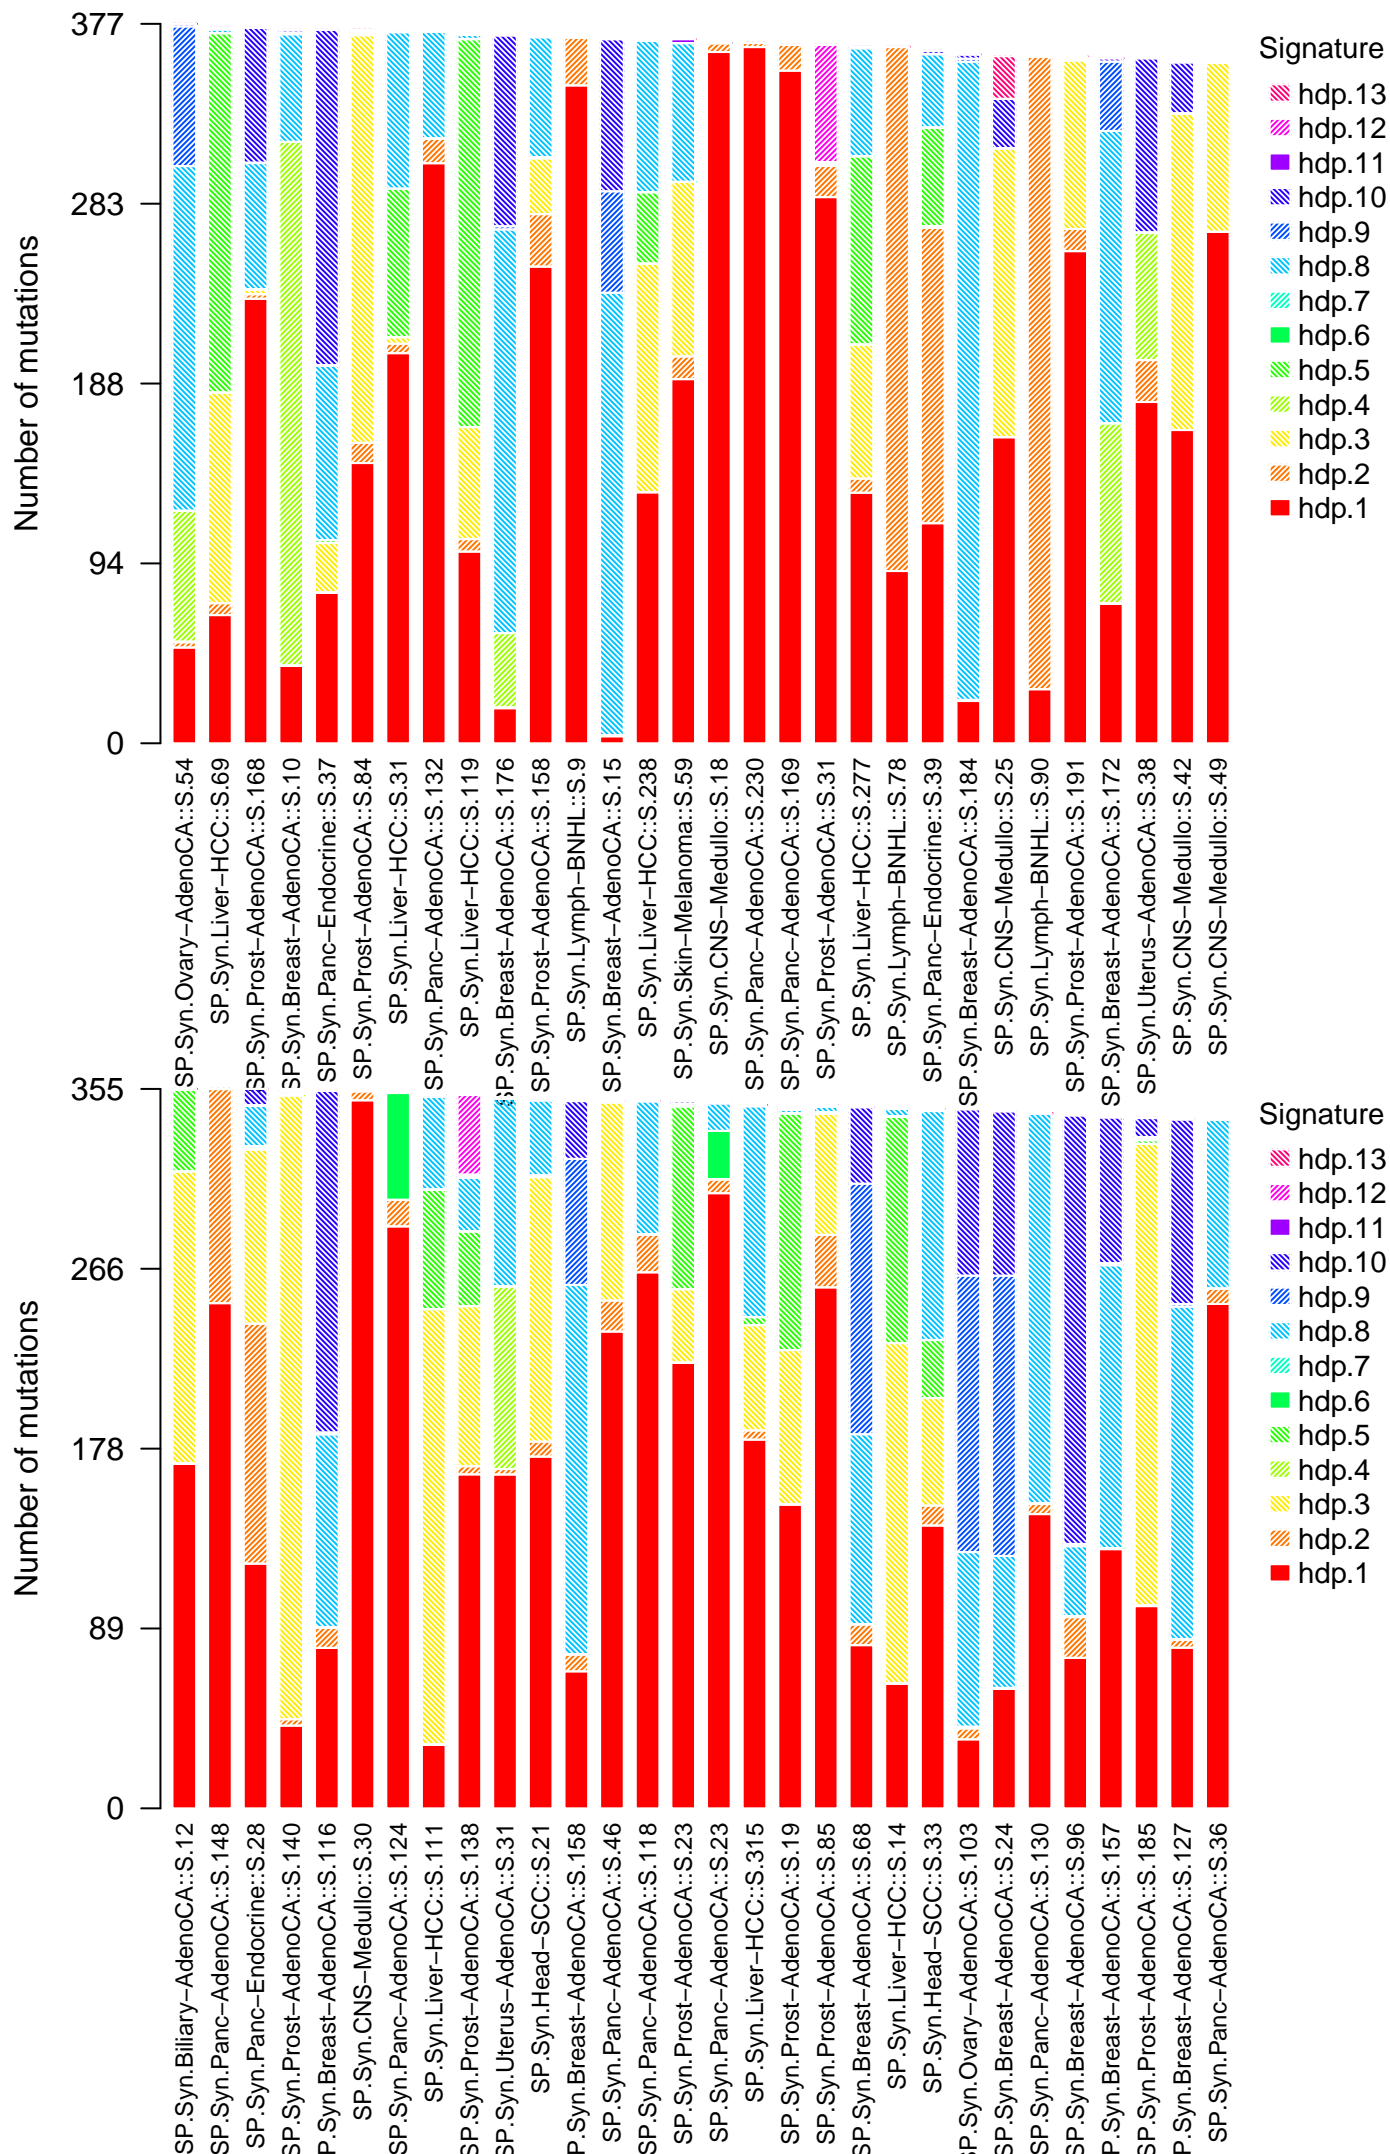 Number of mutations
377
283
188
94
0
Signature
hdp.13
hdp.12
hdp.11
hdp.10
hdp.9
hdp.8
hdp.7
hdp.6
hdp.5
hdp.4
hdp.3
hdp.2
hdp.1
SP.Syn.Ovary−AdenoCA::S.54
SP.Syn.Liver−HCC::S.69
SP.Syn.Prost−AdenoCA::S.168
SP.Syn.Breast−AdenoCA::S.10
SP.Syn.Panc−Endocrine::S.37
SP.Syn.Prost−AdenoCA::S.84
SP.Syn.Liver−HCC::S.31
SP.Syn.Panc−AdenoCA::S.132
SP.Syn.Liver−HCC::S.119
SP.Syn.Breast−AdenoCA::S.176
SP.Syn.Prost−AdenoCA::S.158
SP.Syn.Lymph−BNHL::S.9
SP.Syn.Breast−AdenoCA::S.15
SP.Syn.Liver−HCC::S.238
SP.Syn.Skin−Melanoma::S.59
SP.Syn.CNS−Medullo::S.18
SP.Syn.Panc−AdenoCA::S.230
SP.Syn.Panc−AdenoCA::S.169
SP.Syn.Prost−AdenoCA::S.31
SP.Syn.Liver−HCC::S.277
SP.Syn.Lymph−BNHL::S.78
SP.Syn.Panc−Endocrine::S.39
SP.Syn.Breast−AdenoCA::S.184
SP.Syn.CNS−Medullo::S.25
SP.Syn.Lymph−BNHL::S.90
SP.Syn.Prost−AdenoCA::S.191
SP.Syn.Breast−AdenoCA::S.172
SP.Syn.Uterus−AdenoCA::S.38
SP.Syn.CNS−Medullo::S.42
SP.Syn.CNS−Medullo::S.49
Number of mutations
355
266
178
89
0
Signature
hdp.13
hdp.12
hdp.11
hdp.10
hdp.9
hdp.8
hdp.7
hdp.6
hdp.5
hdp.4
hdp.3
hdp.2
hdp.1
SP.Syn.Biliary−AdenoCA::S.12
SP.Syn.Panc−AdenoCA::S.148
SP.Syn.Panc−Endocrine::S.28
SP.Syn.Prost−AdenoCA::S.140
SP.Syn.Breast−AdenoCA::S.116
SP.Syn.CNS−Medullo::S.30
SP.Syn.Panc−AdenoCA::S.124
SP.Syn.Liver−HCC::S.111
SP.Syn.Prost−AdenoCA::S.138
SP.Syn.Uterus−AdenoCA::S.31
SP.Syn.Head−SCC::S.21
SP.Syn.Breast−AdenoCA::S.158
SP.Syn.Panc−AdenoCA::S.46
SP.Syn.Panc−AdenoCA::S.118
SP.Syn.Prost−AdenoCA::S.23
SP.Syn.Panc−AdenoCA::S.23
SP.Syn.Liver−HCC::S.315
SP.Syn.Prost−AdenoCA::S.19
SP.Syn.Prost−AdenoCA::S.85
SP.Syn.Breast−AdenoCA::S.68
SP.Syn.Liver−HCC::S.14
SP.Syn.Head−SCC::S.33
SP.Syn.Ovary−AdenoCA::S.103
SP.Syn.Breast−AdenoCA::S.24
SP.Syn.Panc−AdenoCA::S.130
SP.Syn.Breast−AdenoCA::S.96
SP.Syn.Breast−AdenoCA::S.157
SP.Syn.Prost−AdenoCA::S.185
SP.Syn.Breast−AdenoCA::S.127
SP.Syn.Panc−AdenoCA::S.36